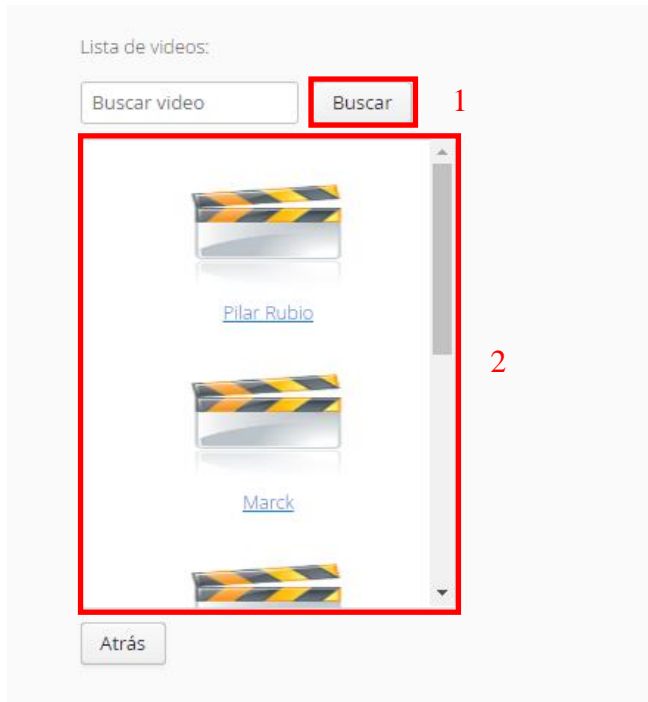 Lista de videos:
Buscar video Buscar 1
Pilar Rubio
2
Marck
Atrás